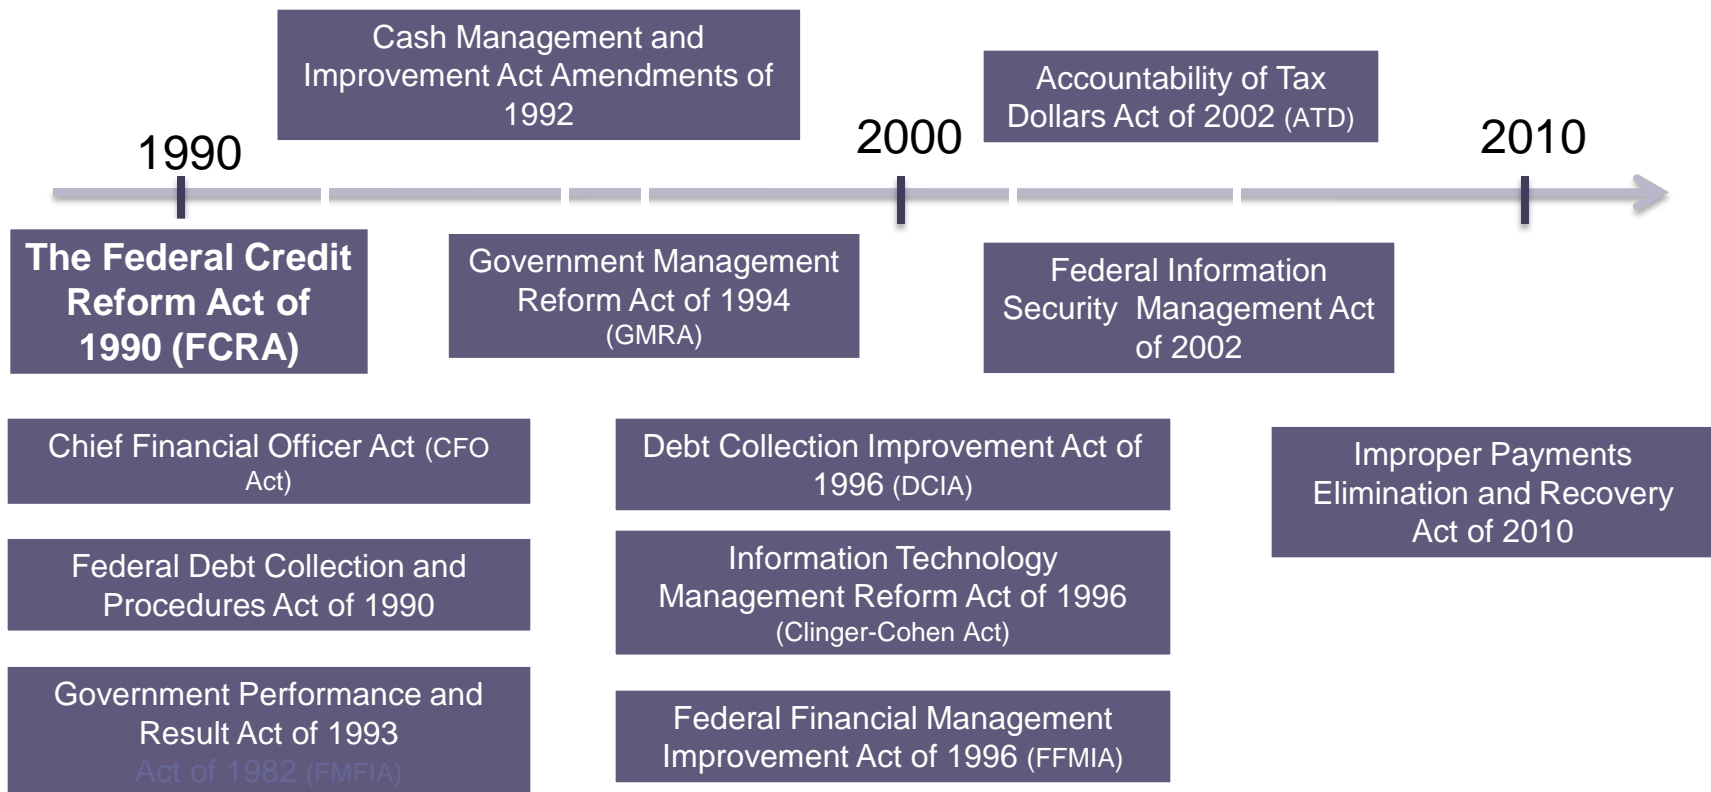 Cash Management and
Improvement Act Amendments of
1992
Accountability of Tax
Dollars Act of 2002 (ATD)
1990
2000
2010
The Federal Credit
Reform Act of
1990 (FCRA)
Government Management
Reform Act of 1994
(GMRA)
Federal Information
Security Management Act
of 2002
Chief Financial Officer Act (CFO
Act)
Debt Collection Improvement Act of
1996 (DCIA)
Improper Payments
Elimination and Recovery
Act of 2010
Federal Debt Collection and
Procedures Act of 1990
Information Technology
Management Reform Act of 1996
(Clinger-Cohen Act)
Government Performance and
Result Act of 1993
Act of 1982 (FMFIA)
Federal Financial Management
Improvement Act of 1996 (FFMIA)